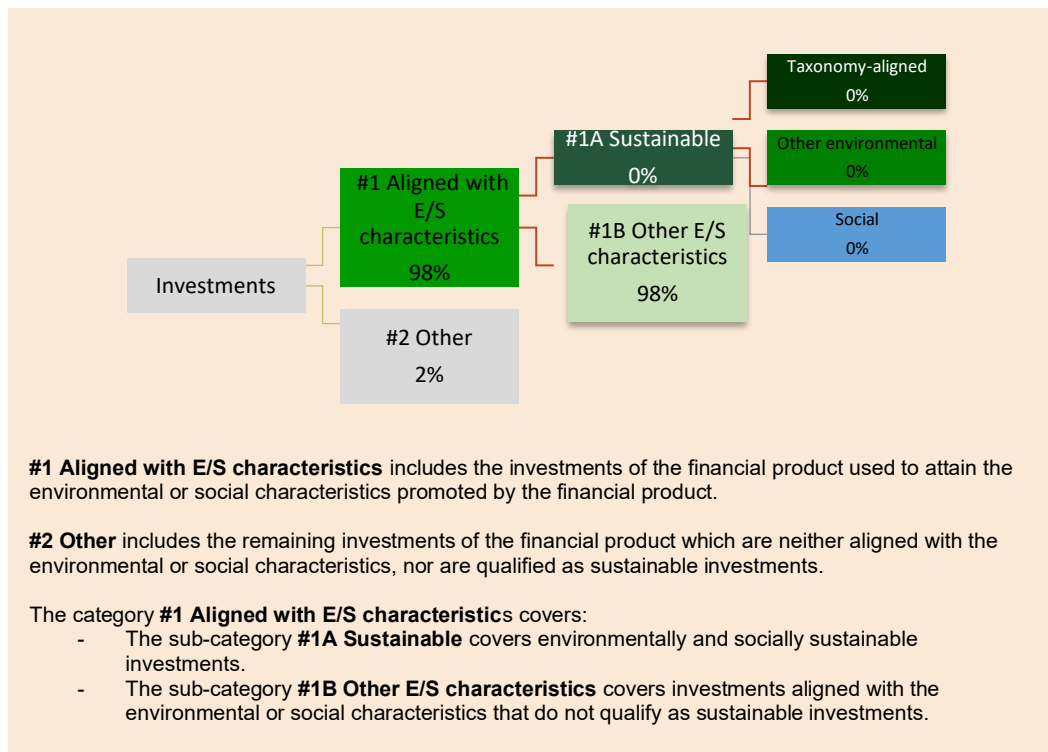 Taxonomy-aligned
0%
#1A Sustainable
0%
Other environmental
0%
#1 Aligned with
E/S
characteristics
98%
#1B Other E/S
characteristics
98%
Social
0%
Investments
#2 Other
2%
#1 Aligned with E/S characteristics includes the investments of the financial product used to attain the
environmental or social characteristics promoted by the financial product.
#2 Other includes the remaining investments of the financial product which are neither aligned with the
environmental or social characteristics, nor are qualified as sustainable investments.
The category #1 Aligned with E/S characteristics covers:
- The sub-category #1A Sustainable covers environmentally and socially sustainable
investments.
- The sub-category #1B Other E/S characteristics covers investments aligned with the
environmental or social characteristics that do not qualify as sustainable investments.